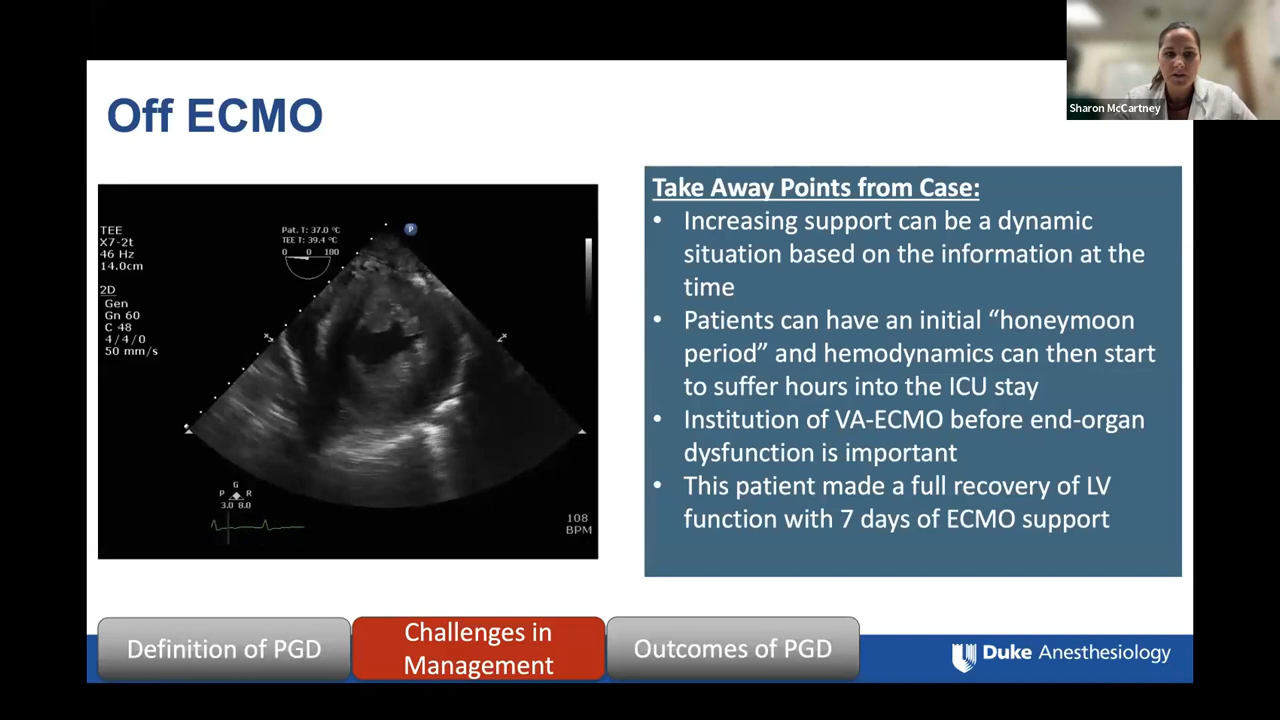 Sharon McCartney
Off ECMO
TEE
X7-2t
46 Hz
14.0cm
2D
Gen
Gn 60
C 48
4/4/0
50 mm/s
Pat. T: 37.0 °C
TEE T: 39.4 °C
0 0 180
P
G
P R
3.0 8.0
108
BPM
Take Away Points from Case:
• Increasing support can be a dynamic
situation based on the information at the
time
• Patients can have an initial “honeymoon
period” and hemodynamics can then start
to suffer hours into the ICU stay
• Institution of VA-ECMO before end-organ
dysfunction is important
• This patient made a full recovery of LV
function with 7 days of ECMO support
Definition of PGD
Challenges in
Management
Outcomes of PGD
Duke Anesthesiology